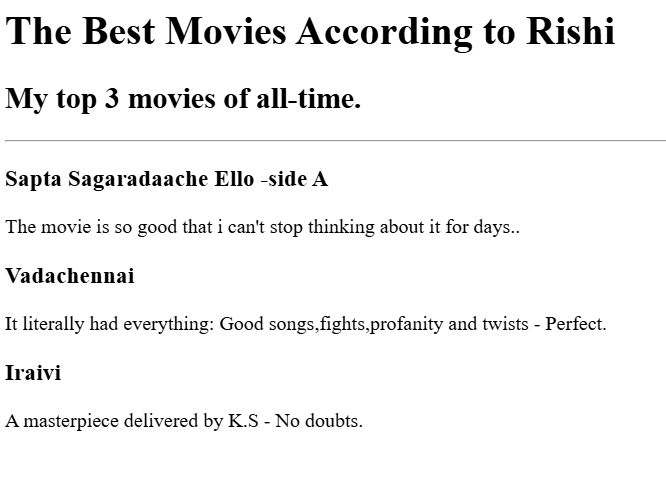 The Best Movies According to Rishi
My top 3 movies of all-time.
Sapta Sagaradaache Ello -side A
The movie is so good that i can't stop thinking about it for days..
Vadachennai
It literally had everything: Good songs,fights,profanity and twists - Perfect.
Iraivi
A masterpiece delivered by K.S - No doubts.